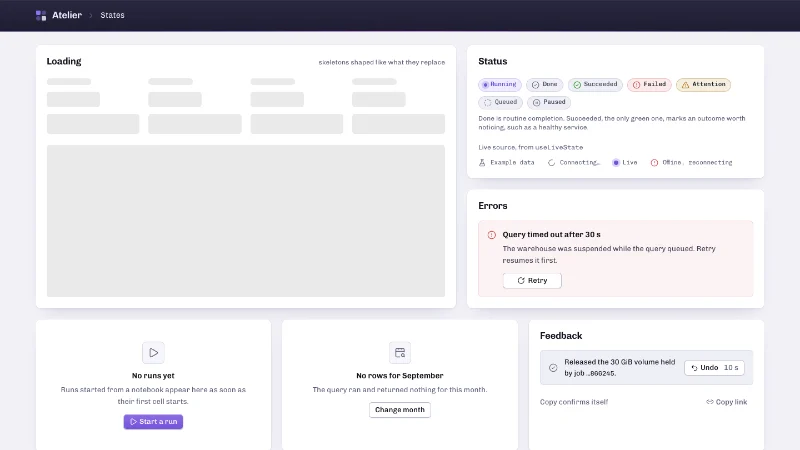 Atelier > States
Loading
skeletons shaped like what they replace
Status
Running Done Succeeded Failed Attention
Queued Paused
Done is routine completion. Succeeded, the only green one, marks an outcome worth
noticing, such as a healthy service.
Live source, from useLiveState
Example data Connecting… Live Offline, reconnecting
Errors
Query timed out after 30 s
The warehouse was suspended while the query queued. Retry
resumes it first.
Retry
No runs yet
Runs started from a notebook appear here as soon as
their first cell starts.
Start a run
No rows for September
The query ran and returned nothing for this month.
Change month
Feedback
Released the 30 GiB volume held
by job …866245.
Undo 10 s
Copy confirms itself
Copy link